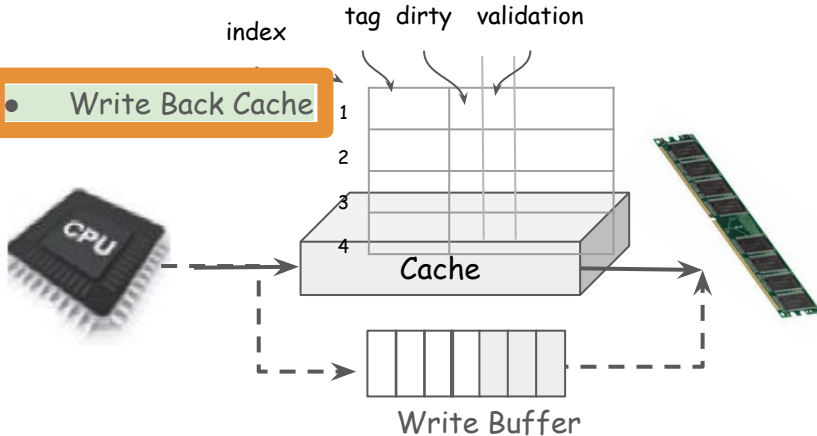 tag dirty validation
index
• Write Back Cache
1
2
3
4
CPU
Cache
Write Buffer